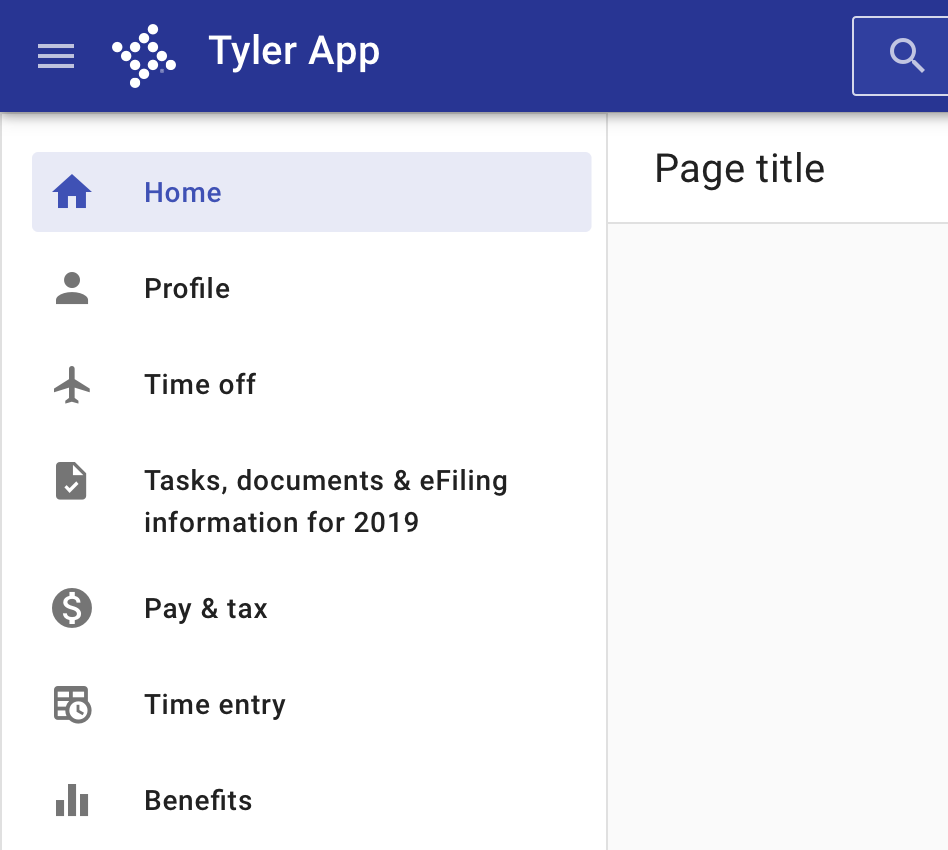 Tyler App
Page title
Home
Profile
Time off
Tasks, documents & eFiling
information for 2019
Pay & tax
Time entry
Benefits